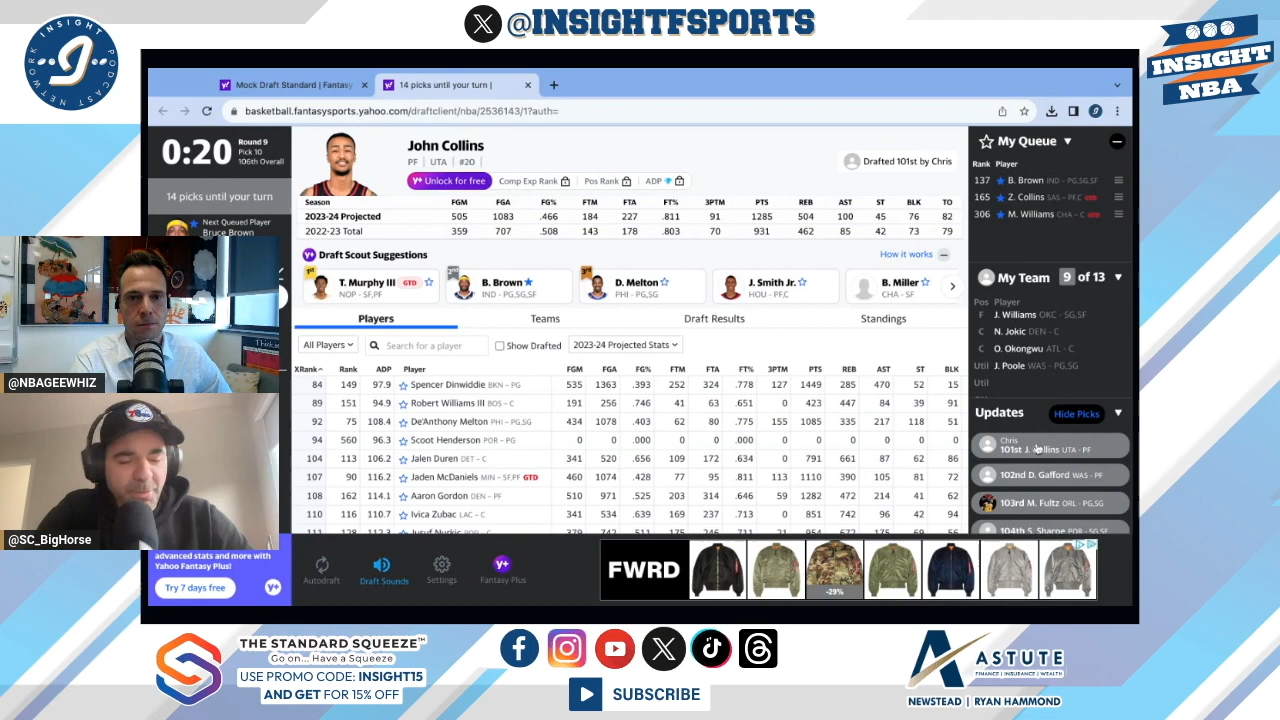 @INSIGHTFSPORTS
INSIGHT
PODCAST NETWORK
INSIGHT
NBA
Mock Draft Standard | Fantasy
14 picks until your turn |
basketball.fantasysports.yahoo.com/draftclient/nba/2536143/1?auth=
0:20
Round 9
Pick 10
106th Overall
14 picks until your turn
Next Queued Player
Bruce Brown
John Collins
PF | UTA | #20
Unlock for free
Comp Exp Rank
Pos Rank
ADP
Drafted 101st by Chris
Season FGM FGA FG% FTM FTA FT% 3PTM PTS REB AST ST BLK TO
2023-24 Projected 505 1083 .466 184 227 .811 91 1285 504 100 45 76 82
2022-23 Total 359 707 .508 143 178 .803 70 931 462 85 42 73 79
Draft Scout Suggestions
How it works
1st T. Murphy III GTD
NOP - SF,PF
2nd B. Brown
IND - PG,SG,SF
3rd D. Melton
PHI - PG,SG
J. Smith Jr.
HOU - PF,C
B. Miller
CHA - SF
Players Teams Draft Results Standings
All Players
Search for a player
Show Drafted
2023-24 Projected Stats
XRank Rank ADP Player FGM FGA FG% FTM FTA FT% 3PTM PTS REB AST ST BLK
84 149 97.9 Spencer Dinwiddie BKN - PG 535 1363 .393 252 324 .778 127 1449 285 470 52 15
89 151 94.9 Robert Williams III BOS - C 191 256 .746 41 63 .651 0 423 447 84 39 91
92 75 108.4 De'Anthony Melton PHI - PG,SG 434 1078 .403 62 80 .775 155 1085 335 217 118 51
94 560 96.3 Scoot Henderson POR - PG 0 0 .000 0 0 .000 0 0 0 0 0 0
104 113 106.2 Jalen Duren DET - C 341 520 .656 109 172 .634 0 791 661 87 62 86
107 90 116.2 Jaden McDaniels MIN - SF,PF GTD 460 1074 .428 77 95 .811 113 1110 390 105 81 72
108 162 114.1 Aaron Gordon DEN - PF 510 971 .525 203 314 .646 59 1282 472 214 41 62
110 116 110.7 Ivica Zubac LAC - C 341 534 .639 169 237 .713 0 851 742 96 42 94
My Queue
Rank Player
137 B. Brown IND - PG,SG,SF
165 Z. Collins SAS - PF,C GTD
306 M. Williams CHA - C GTD
My Team 9 of 13
Pos Player
F J. Williams OKC - SG,SF
C N. Jokic DEN - C
C O. Okongwu ATL - C
Util J. Poole WAS - PG,SG
Util
Updates
Hide Picks
Chris
101st J. Collins UTA - PF
102nd D. Gafford WAS - PF
103rd M. Fultz ORL - PG,SG
104th S. Sharpe POR - SG,SF
@NBAGEEWHIZ
@SC_BigHorse
advanced stats and more with
Yahoo Fantasy Plus!
Try 7 days free
Autodraft
Draft Sounds
Settings
Fantasy Plus
FWRD
-29%
THE STANDARD SQUEEZE™
Go on... Have a Squeeze
USE PROMO CODE: INSIGHT15
AND GET FOR 15% OFF
SUBSCRIBE
ASTUTE
FINANCE | INSURANCE | WEALTH
NEWSTEAD | RYAN HAMMOND